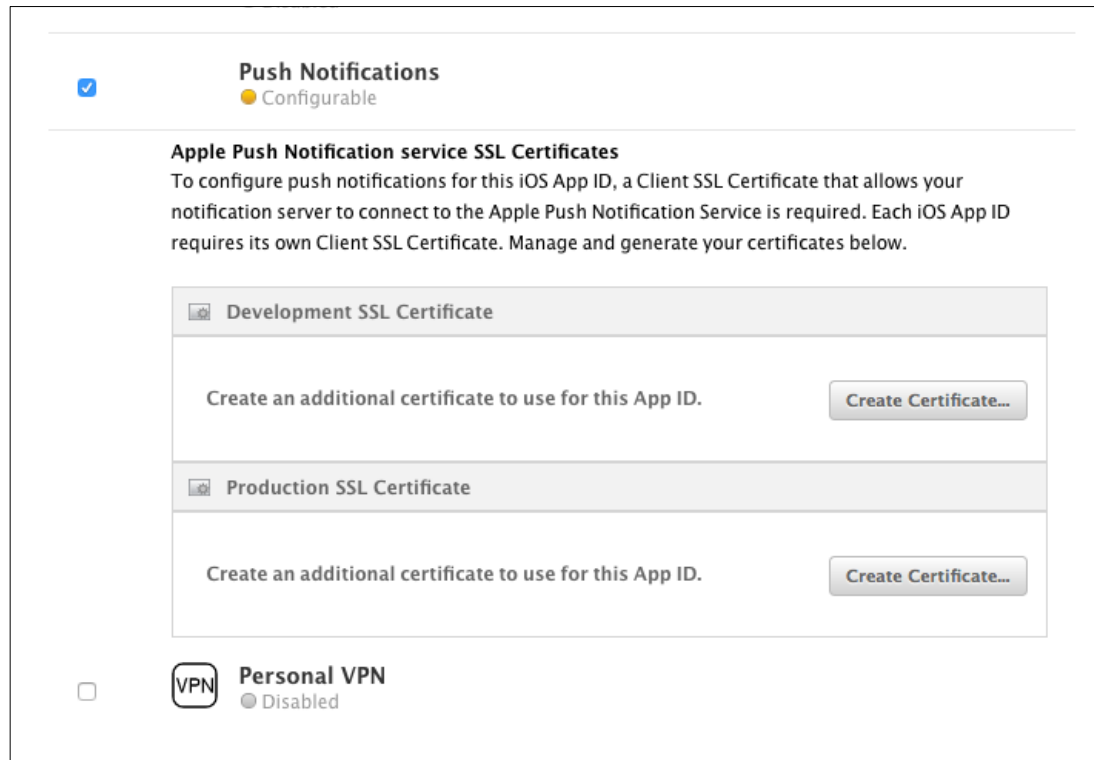 Push Notifications
Configurable
Apple Push Notification service SSL Certificates
To configure push notifications for this iOS App ID, a Client SSL Certificate that allows your
notification server to connect to the Apple Push Notification Service is required. Each iOS App ID
requires its own Client SSL Certificate. Manage and generate your certificates below.
Development SSL Certificate
Create an additional certificate to use for this App ID.
Create Certificate...
Production SSL Certificate
Create an additional certificate to use for this App ID.
Create Certificate...
VPN
Personal VPN
Disabled